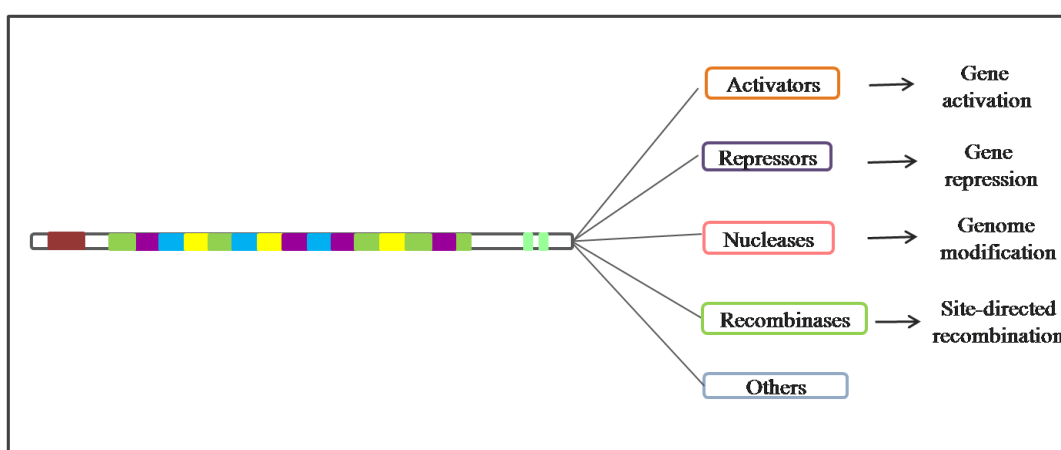 Activators
Gene
activation
Repressors
Gene
repression
Nucleases
Genome
modification
Recombinases
Site-directed
recombination
Others